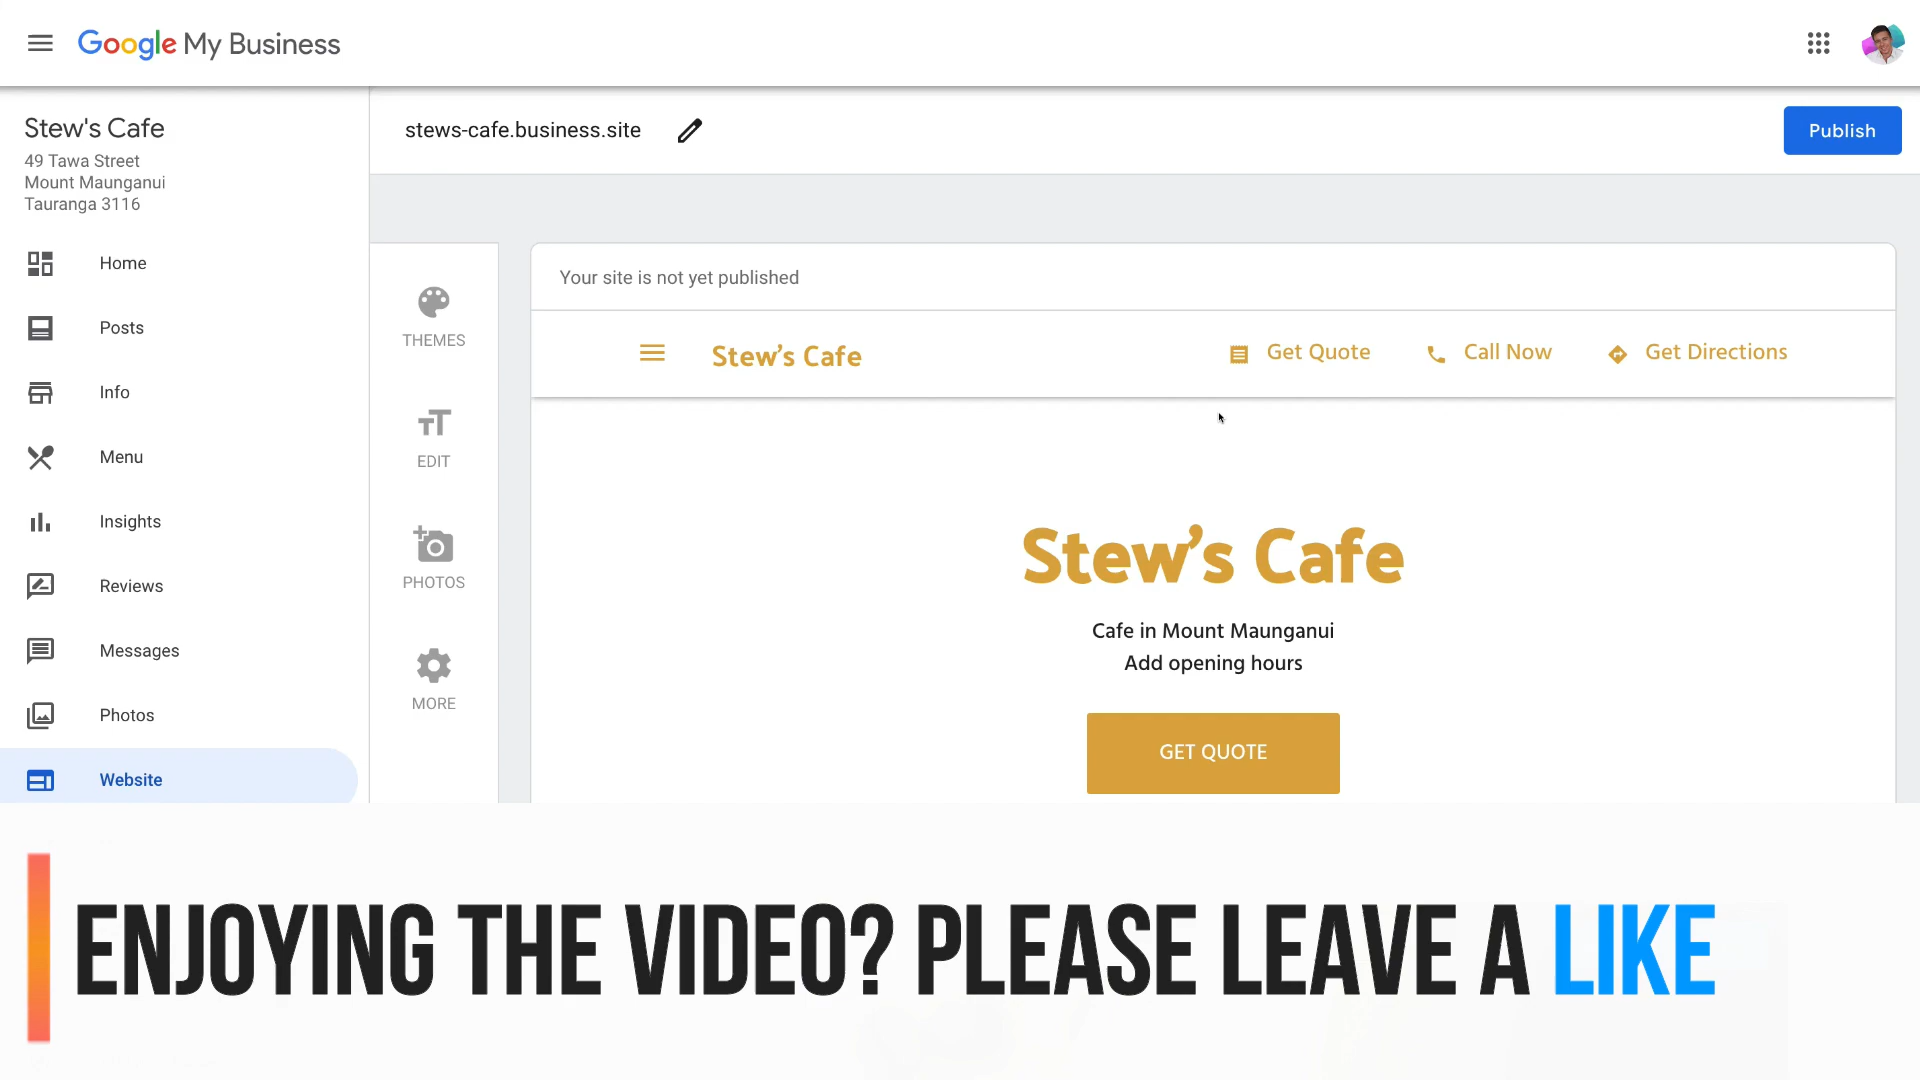 Google My Business
Stew's Cafe
49 Tawa Street
Mount Maunganui
Tauranga 3116
Home
Posts
Info
Menu
Insights
Reviews
Messages
Photos
Website
stews-cafe.business.site
Publish
THEMES
EDIT
PHOTOS
MORE
Your site is not yet published
Stew's Cafe
Get Quote
Call Now
Get Directions
Stew's Cafe
Cafe in Mount Maunganui
Add opening hours
GET QUOTE
ENJOYING THE VIDEO? PLEASE LEAVE A LIKE